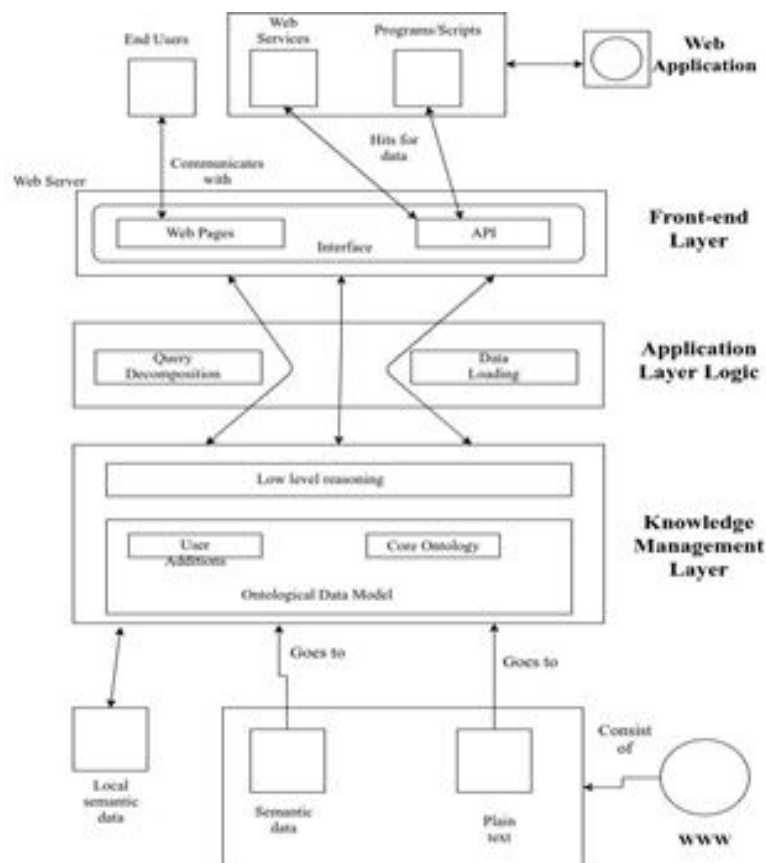 End Users
Web
Services
Programs/Scripts
Web
Application
Hits for
data
Communicates
with
Web Server
Web Pages
API
Interface
Front-end
Layer
Query
Decomposition
Data
Loading
Application
Layer Logic
Low level reasoning
User
Additions
Core Ontology
Ontological Data Model
Knowledge
Management
Layer
Goes to
Goes to
Consist
of
Local
semantic
data
Semantic
data
Plain
text
WWW